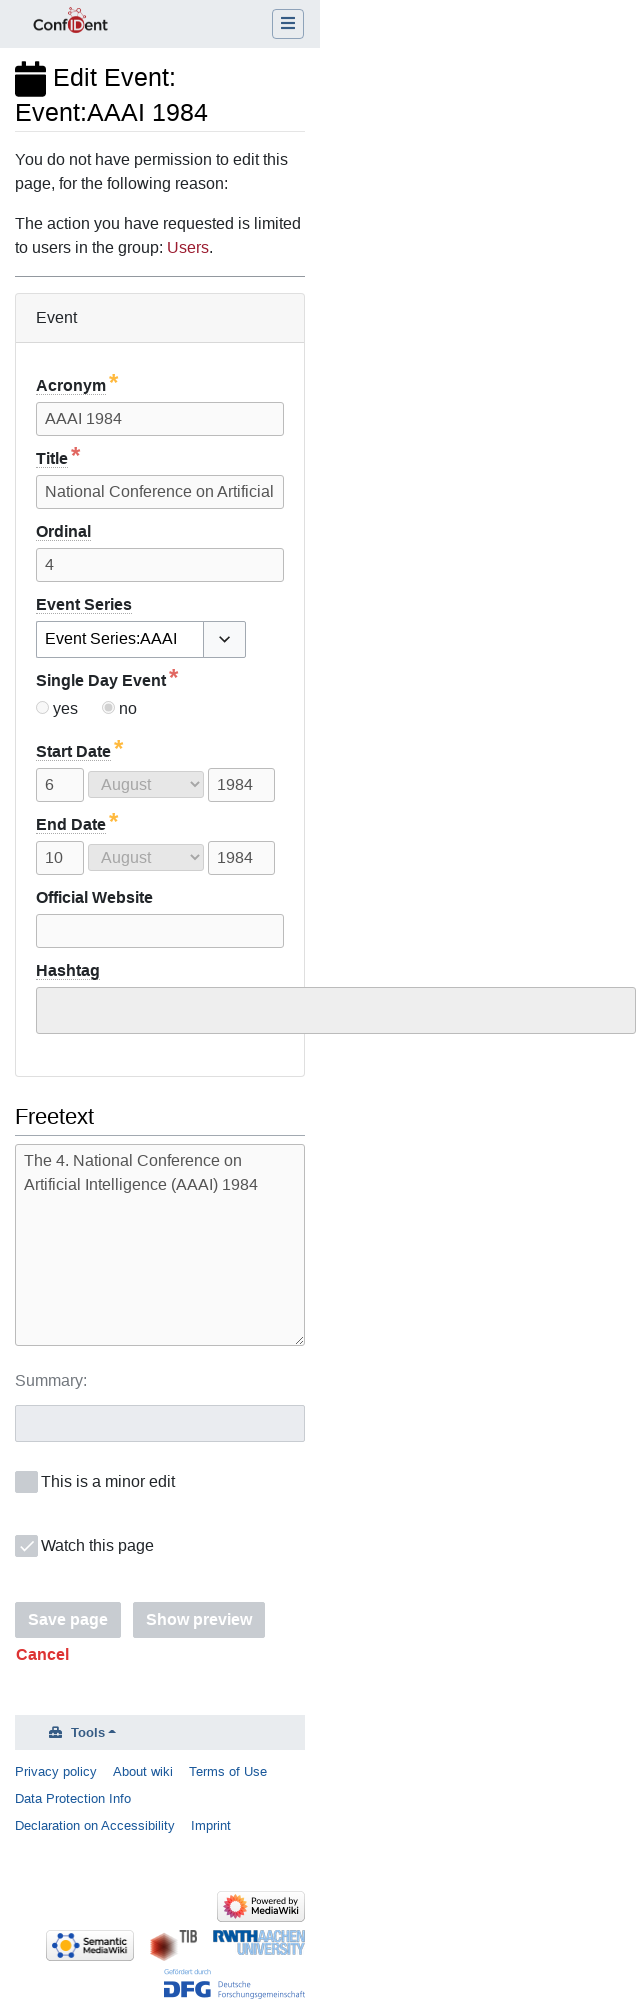 ConfIDent
Edit Event:
Event:AAAI 1984
You do not have permission to edit this
page, for the following reason:
The action you have requested is limited
to users in the group: Users.
Event
Acronym *
AAAI 1984
Title *
National Conference on Artificial
Ordinal
4
Event Series
Event Series:AAAI
Single Day Event *
yes no
Start Date *
6 August 1984
End Date *
10 August 1984
Official Website
Hashtag
Freetext
The 4. National Conference on
Artificial Intelligence (AAAI) 1984
Summary:
This is a minor edit
Watch this page
Save page Show preview
Cancel
Tools
Privacy policy About wiki Terms of Use
Data Protection Info
Declaration on Accessibility Imprint
Powered by
MediaWiki
Semantic
MediaWiki
TIB
RWTHAACHEN
UNIVERSITY
Gefördert durch
DFG Deutsche
Forschungsgemeinschaft